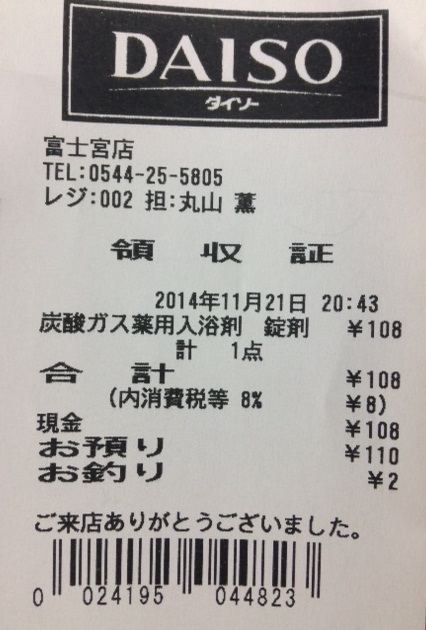 DAISO
ダイソー
富士宮店
TEL:0544-25-5805
レジ:002 担:丸山 薫
領 収 証
2014年11月21日 20:43
炭酸ガス薬用入浴剤 錠剤 ¥108
計 1点
合 計 ¥108
(内消費税等 8% ¥8)
現金 ¥108
お預り ¥110
お釣り ¥2
ご来店ありがとうございました。
0 024195 044823